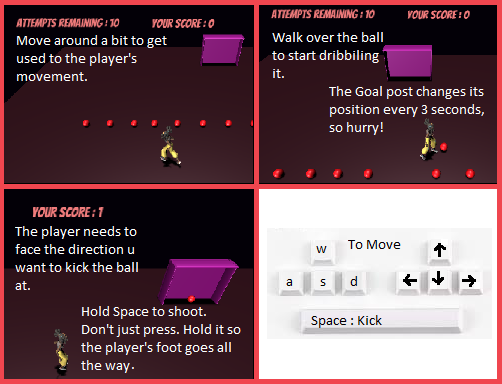 ATTEMPTS REMAINING : 10 YOUR SCORE : 0
Move around a bit to get
used to the player's
movement.
ATTEMPTS REMAINING : 10 YOUR SCORE : 0
Walk over the ball
to start dribbiling
it.
The Goal post changes its
position every 3 seconds,
so hurry!
YOUR SCORE : 1
The player needs to
face the direction u
want to kick the ball
at.
Hold Space to shoot.
Don't just press. Hold it so
the player's foot goes all
the way.
w To Move
a s d
Space : Kick